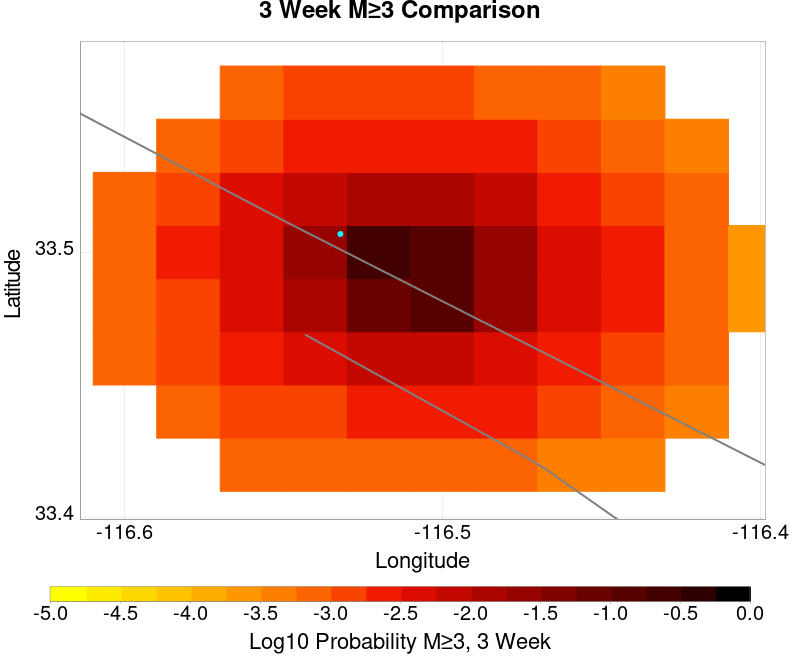 3 Week M≥3 Comparison
Latitude
33.5
33.4
-116.6 -116.5 -116.4
Longitude
-5.0 -4.5 -4.0 -3.5 -3.0 -2.5 -2.0 -1.5 -1.0 -0.5 0.0
Log10 Probability M≥3, 3 Week